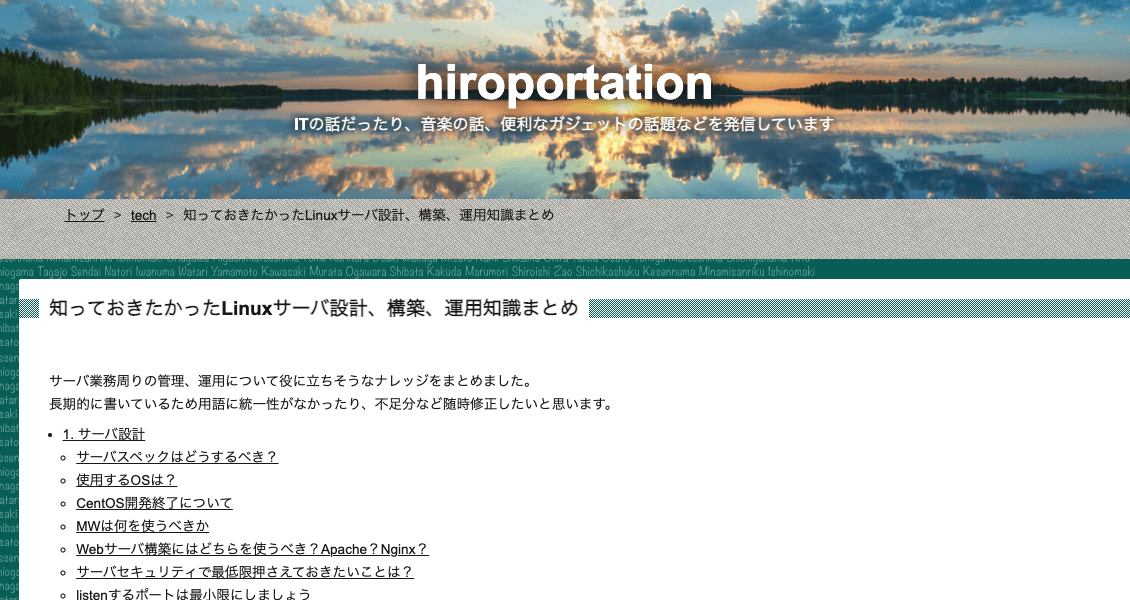 hiroportation
ITの話だったり、音楽の話、便利なガジェットの話題などを発信しています
トップ > tech > 知っておきたかったLinuxサーバ設計、構築、運用知識まとめ
hiogama Tagajo Sendai Natori Iwanuma Watari Yamamoto Kawasaki Murata Ogawara Shibata Kakuda Marumori Shiroishi Zao Shichikashuku Kesennuma Minamisanriku Ishinomaki
知っておきたかったLinuxサーバ設計、構築、運用知識まとめ
サーバ業務周りの管理、運用について役に立ちそうなナレッジをまとめました。
長期的に書いているため用語に統一性がなかったり、不足分など随時修正したいと思います。
1. サーバ設計
サーバスペックはどうするべき？
使用するOSは？
CentOS開発終了について
MWは何を使うべきか
Webサーバ構築にはどちらを使うべき？Apache？Nginx？
サーバセキュリティで最低限押さえておきたいことは？
listenするポートは最小限にしましょう